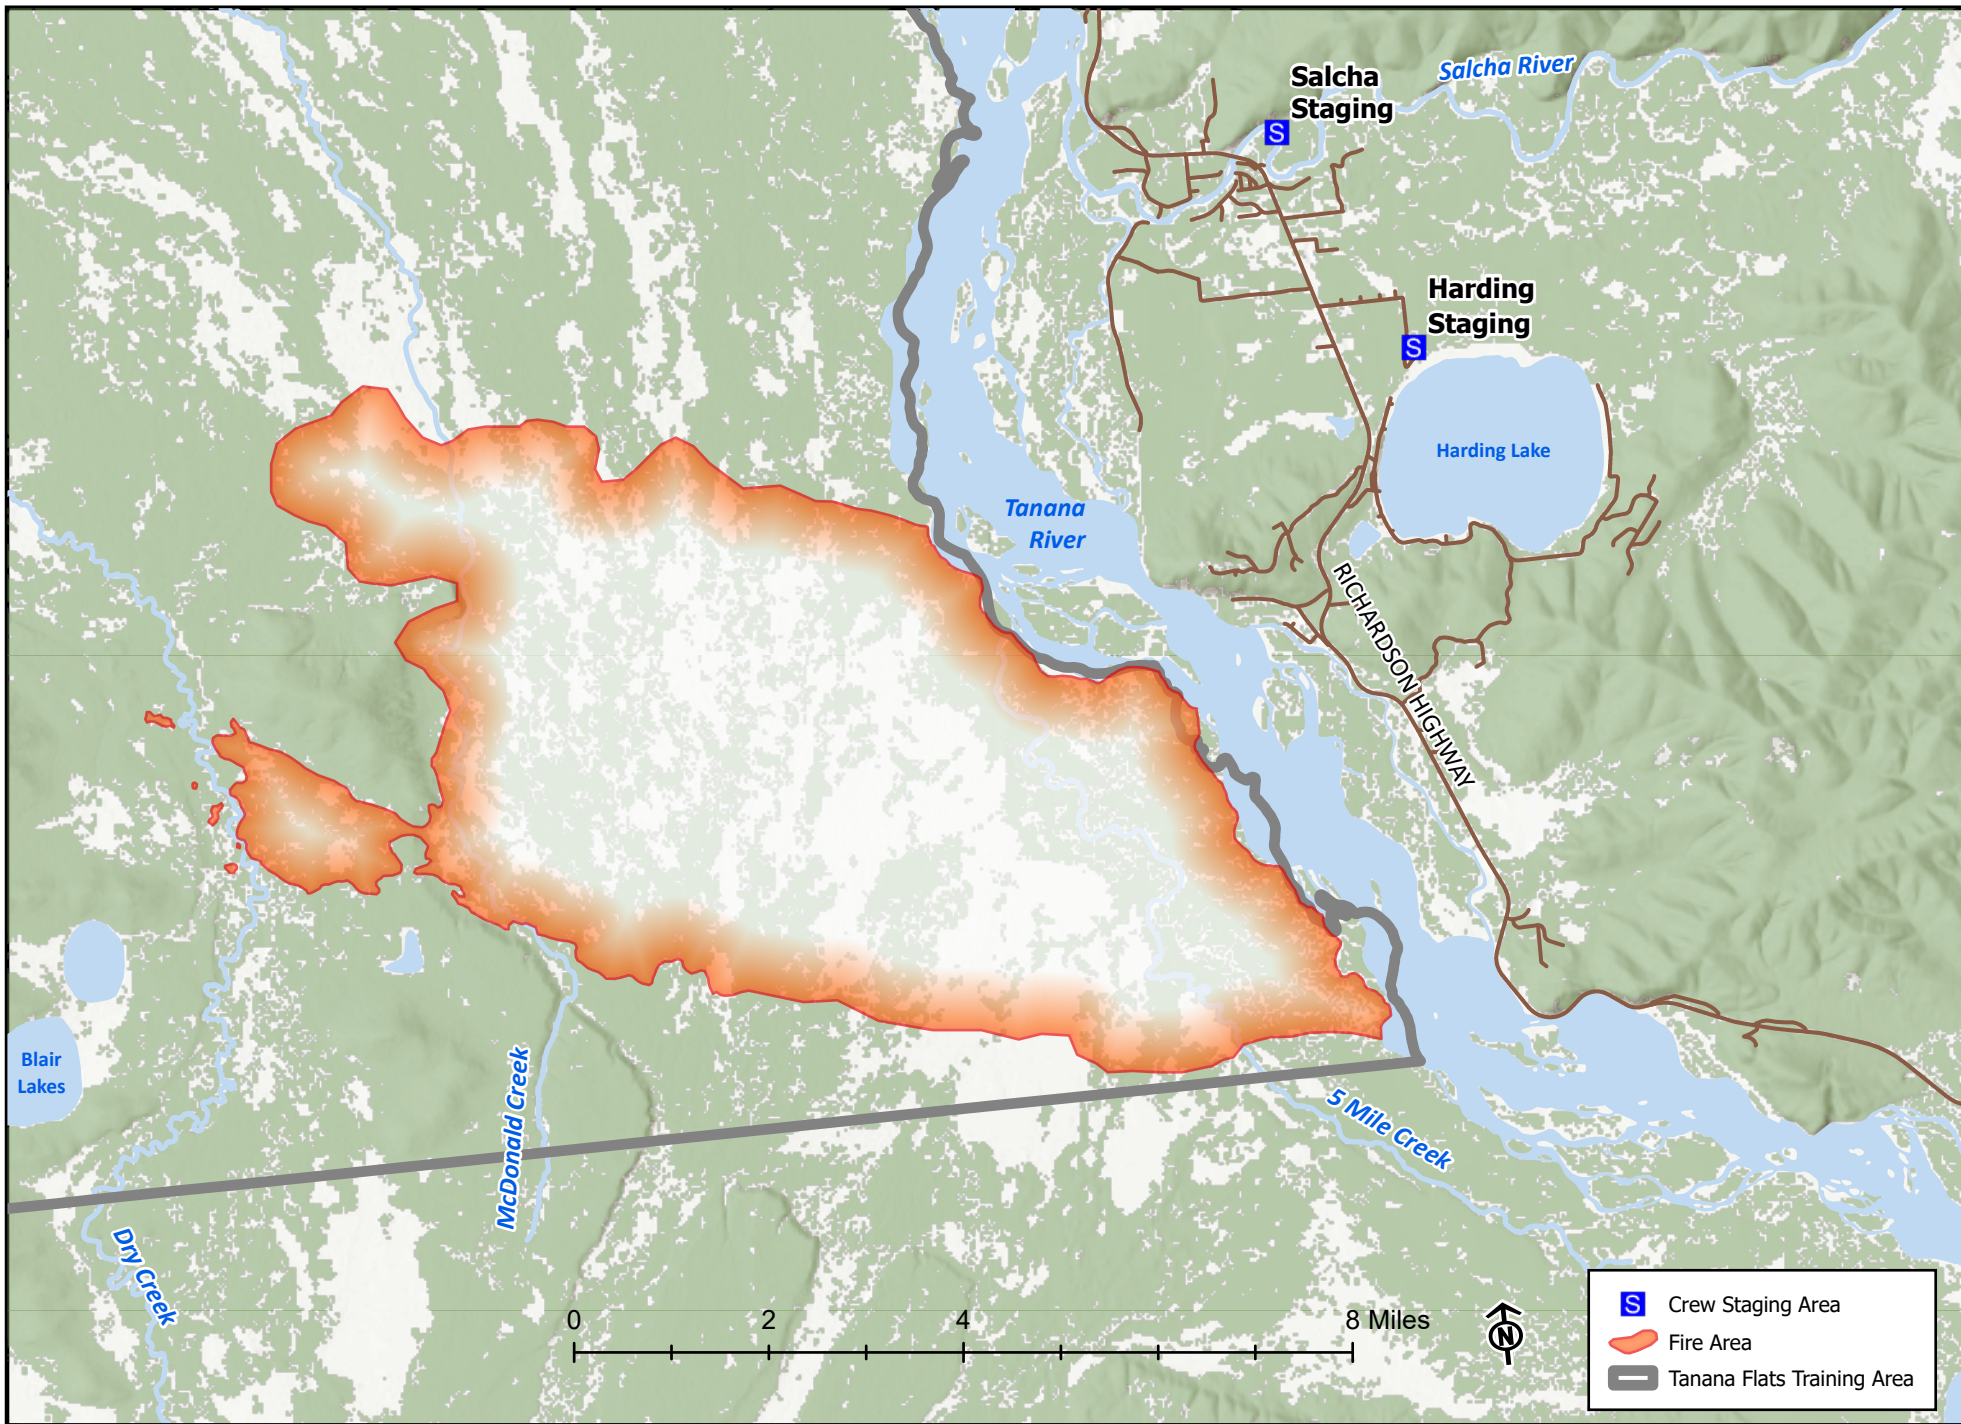 Salcha
Staging
S
Salcha River
Harding
Staging
S
Harding Lake
Tanana
River
RICHARDSON HIGHWAY
Blair
Lakes
McDonald Creek
5 Mile Creek
Dry Creek
0 2 4 8 Miles
N
S Crew Staging Area
Fire Area
Tanana Flats Training Area